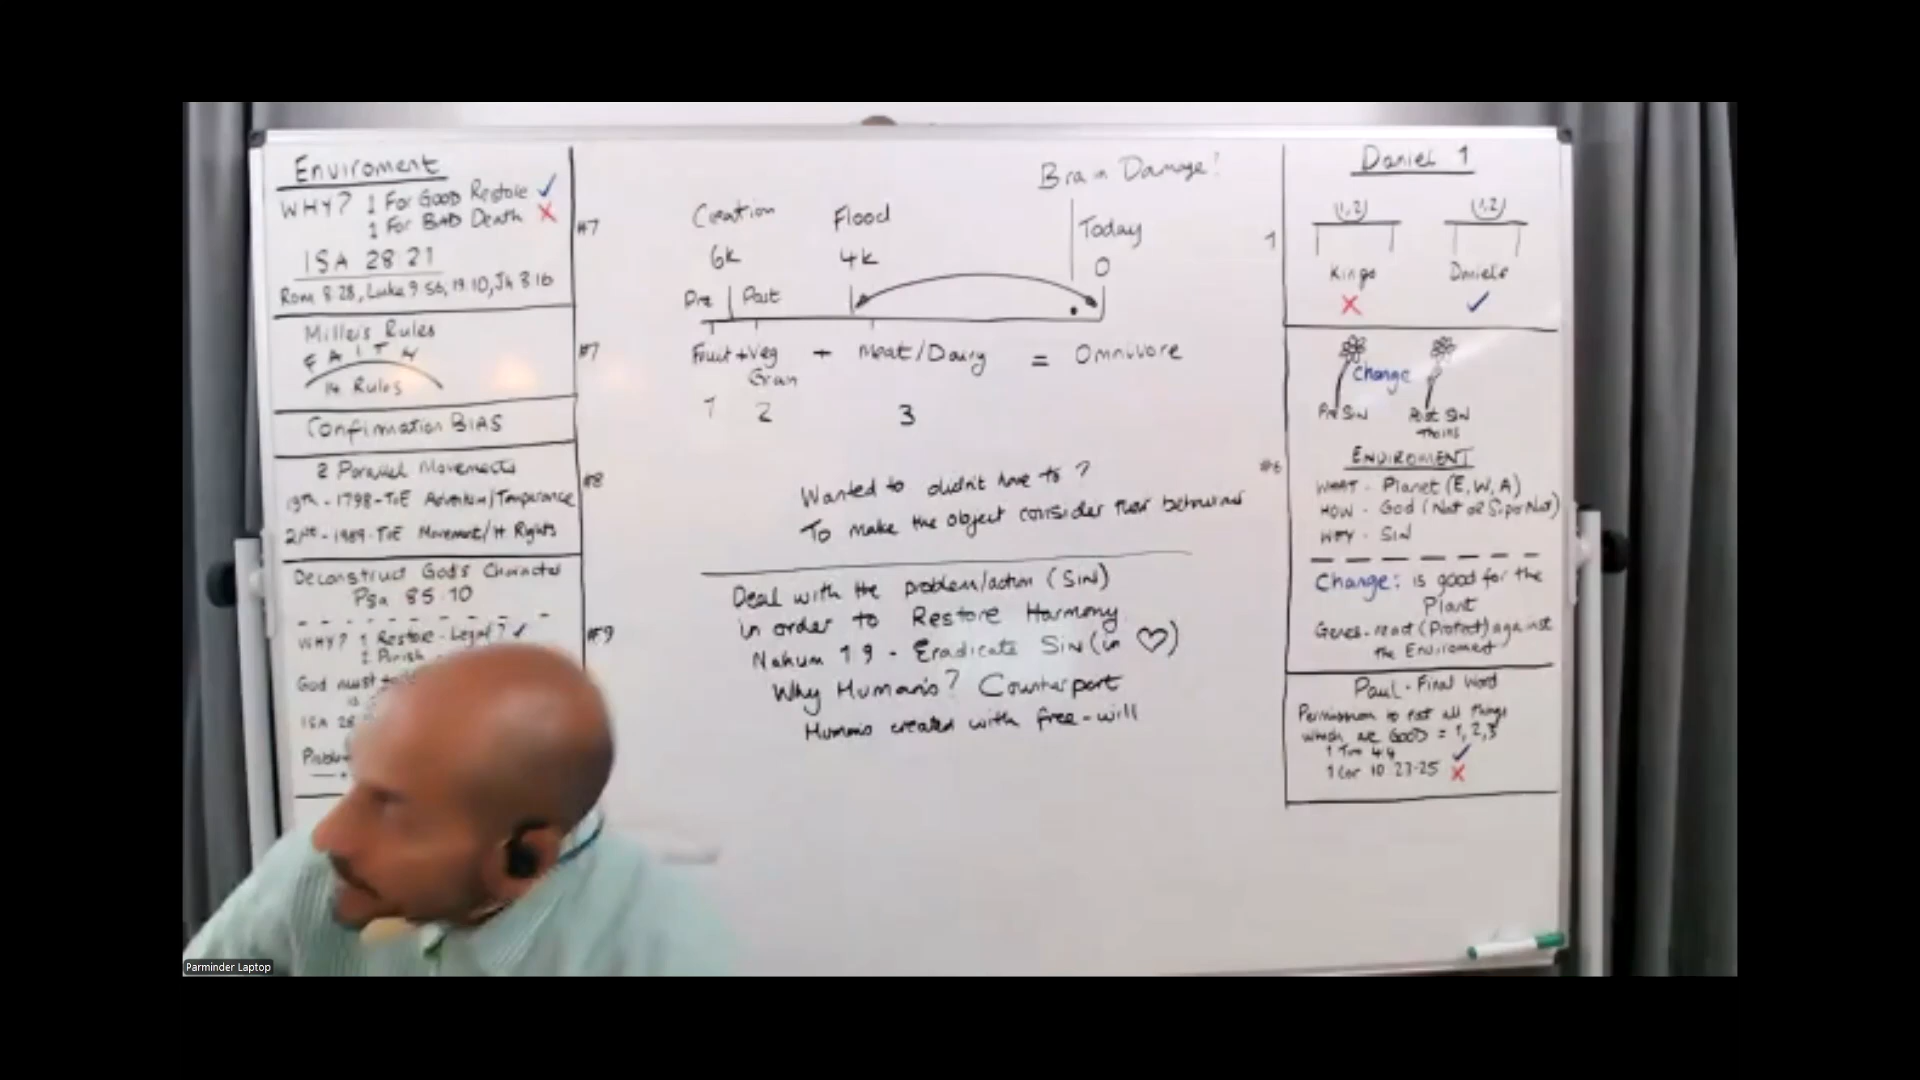 Enviroment
WHY? 1 For Good Restore ✓
1 For BAD Death ✗
ISA 28:21
Rom 8:28, Luke 9:56, 19:10, Jh 3:16
#7
Miller's Rules
FAITH
14 Rules
#7
Confirmation BIAS
2 Parallel Movements
19th - 1798 - ToE Adventism/Temperance
21st - 1989 - ToE Movement/H Rights
#8
Deconstruct God's Character
Psa 85:10
WHY? 1 Restore - Legal? ✓
2 Punish
God must
ISA 28
Problem
#9
Brain Damage!
Creation Flood Today
6k 4k 0
Pre | Post
Fruit + Veg + Meat/Dairy = Omnivore
Grain
1 2 3
Wanted to didn't have to?
To make the object consider their behaviour
Deal with the problem/action (SIN)
in order to Restore Harmony
Nahum 1 9 - Eradicate SIN (in ♡)
Why Humans? Counterpart
Humans created with free-will
Daniel 1
1
(1,2) (1,2)
Kings Daniels
✗ ✓
Change
Pre SIN Post SIN
Thorns
#6
ENVIROMENT
WHAT - Planet (E, W, A)
HOW - God (Nat or SuperNat)
WHY - SIN
Change: is good for the
Plant
Genes - react (Protect) against
the Enviroment
Paul - Final Word
Permission to eat all things
which are GOOD = 1,2,3
1 Tim 4:4 ✓
1 Cor 10 23-25 ✗
Parminder Laptop